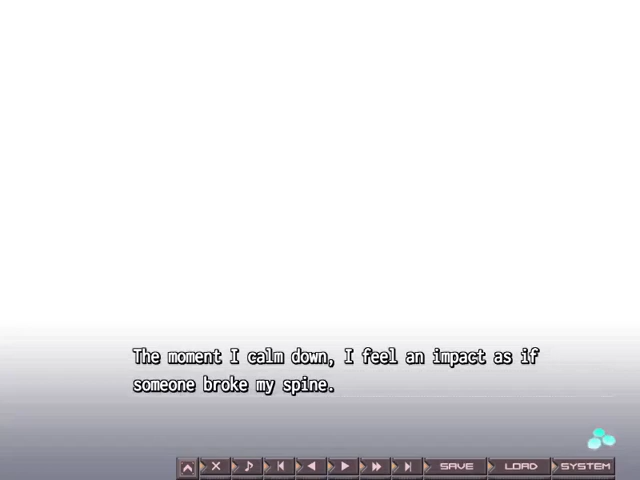 The moment I calm down, I feel an impact as if
someone broke my spine.
SAVE LOAD SYSTEM